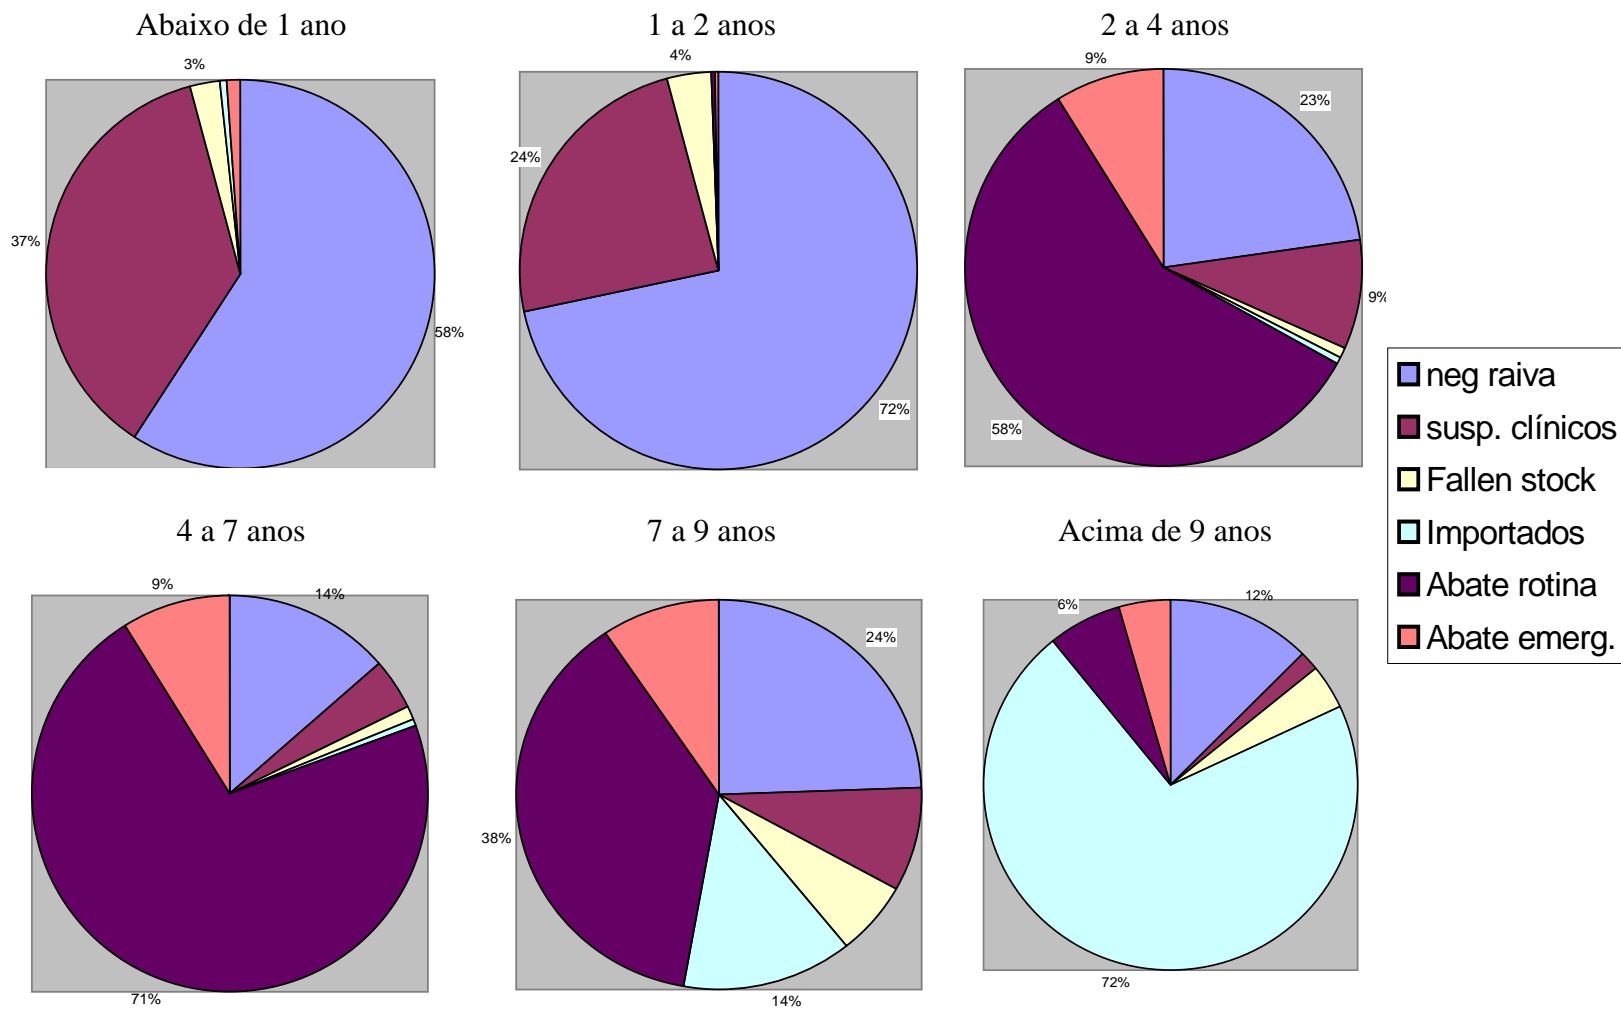 Abaixo de 1 ano
3%
37%
58%
1 a 2 anos
4%
24%
72%
2 a 4 anos
9%
23%
9%
58%
neg raiva
susp. clínicos
Fallen stock
Importados
Abate rotina
Abate emerg.
4 a 7 anos
9%
14%
71%
7 a 9 anos
24%
38%
14%
Acima de 9 anos
6%
12%
72%